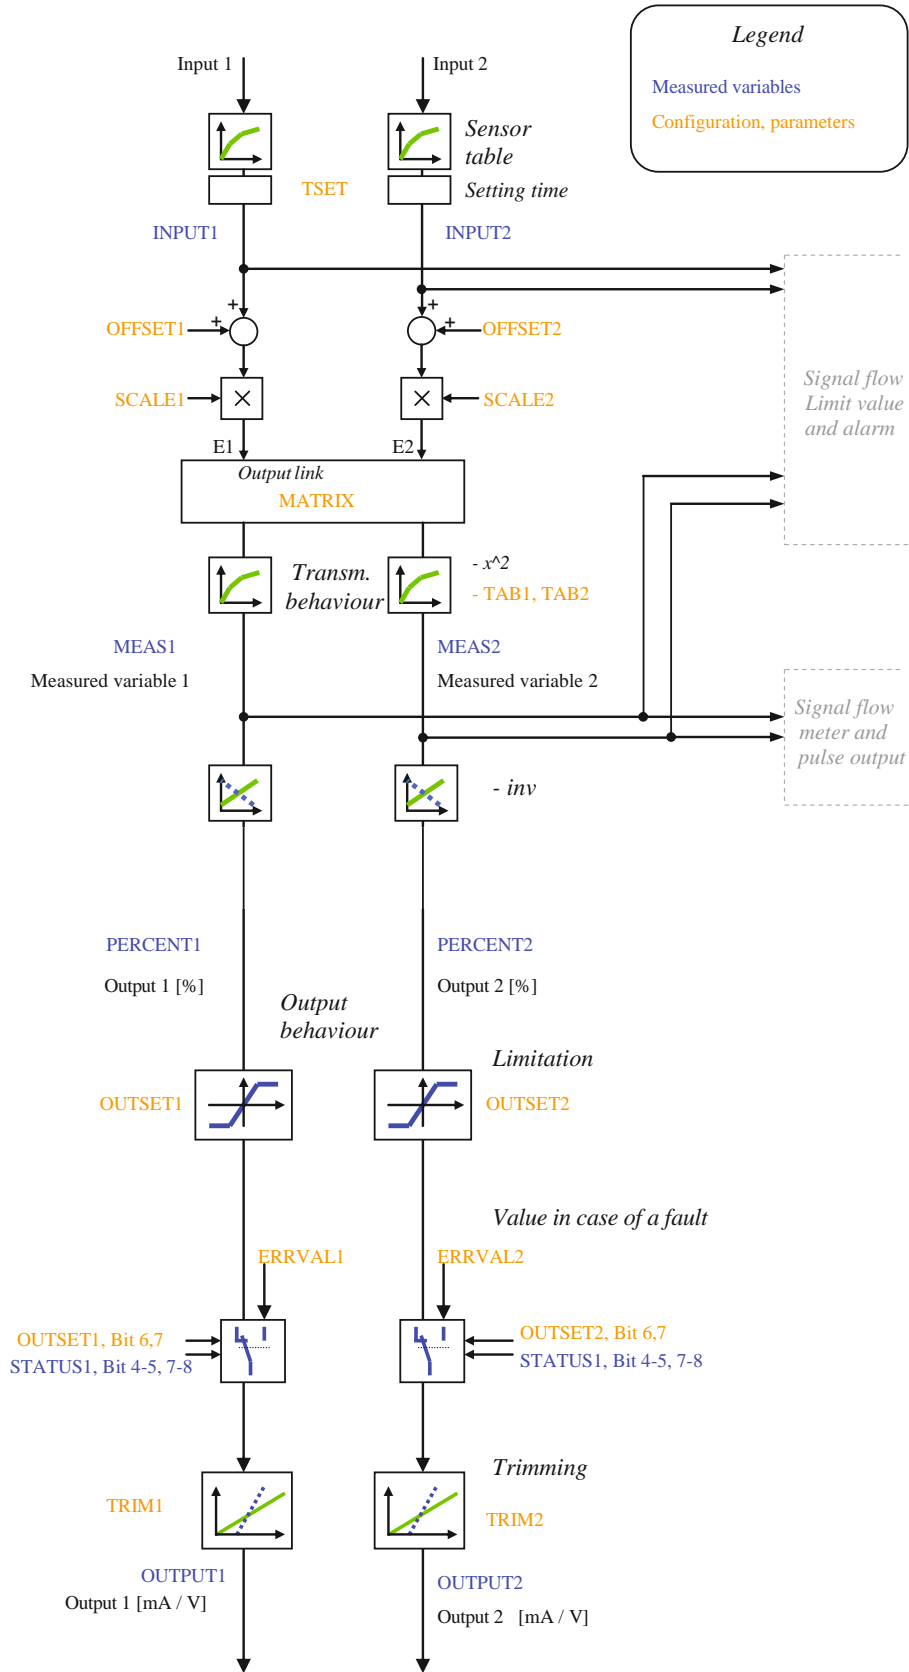 Legend
Measured variables
Configuration, parameters
Input 1
Input 2
Sensor
table
TSET
Setting time
INPUT1
INPUT2
+
+
+
+
OFFSET1
OFFSET2
Signal flow
Limit value
and alarm
SCALE1
×
×
SCALE2
E1
E2
Output link
MATRIX
Transm.
behaviour
- x^2
- TAB1, TAB2
MEAS1
MEAS2
Measured variable 1
Measured variable 2
Signal flow
meter and
pulse output
- inv
PERCENT1
PERCENT2
Output 1 [%]
Output 2 [%]
Output
behaviour
Limitation
OUTSET1
OUTSET2
Value in case of a fault
ERRVAL1
ERRVAL2
OUTSET1, Bit 6,7
STATUS1, Bit 4-5, 7-8
OUTSET2, Bit 6,7
STATUS1, Bit 4-5, 7-8
Trimming
TRIM1
TRIM2
OUTPUT1
Output 1 [mA / V]
OUTPUT2
Output 2 [mA / V]